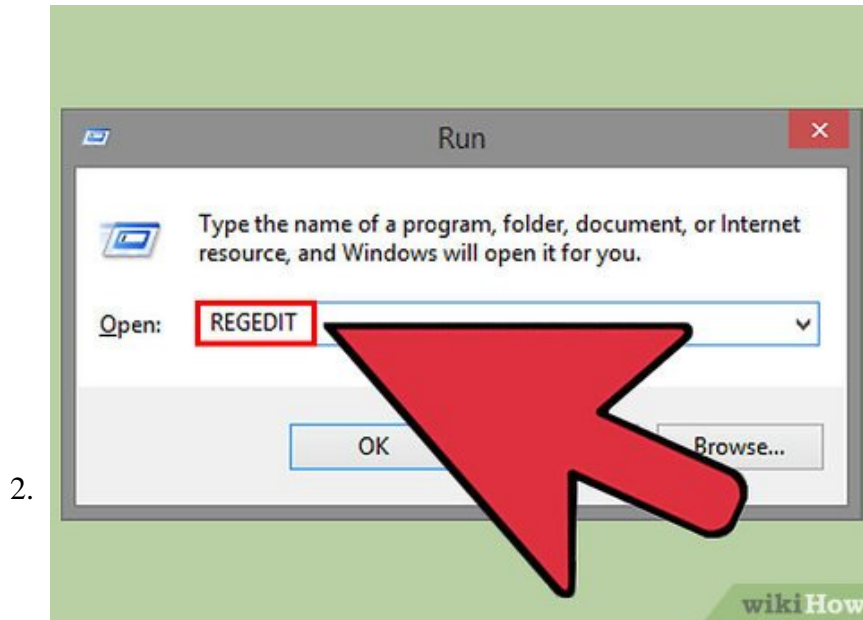 Run
Type the name of a program, folder, document, or Internet
resource, and Windows will open it for you.
Open: REGEDIT
OK
Browse...
2.
wikiHow